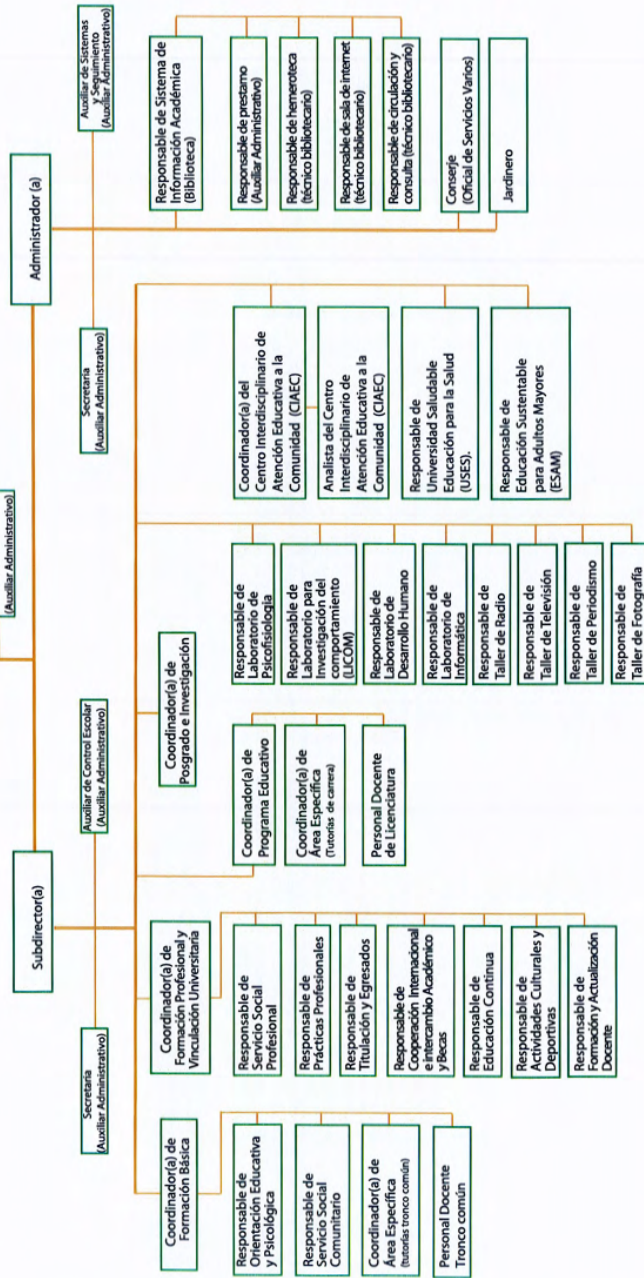 (Auxiliar Administrativo)
Subdirector(a)
Administrador (a)
Secretaria
(Auxiliar Administrativo)
Auxiliar de Control Escolar
(Auxiliar Administrativo)
Secretaria
(Auxiliar Administrativo)
Auxiliar de Sistemas
y Seguimiento
(Auxiliar Administrativo)
Coordinador(a) de
Formación Básica
Responsable de
Orientación Educativa
y Psicológica
Responsable de
Servicio Social
Comunitario
Coordinador(a) de
Área Específica
(tutorías tronco común)
Personal Docente
Tronco común
Coordinador(a) de
Formación Profesional y
Vinculación Universitaria
Responsable de
Servicio Social
Profesional
Responsable de
Prácticas Profesionales
Responsable de
Titulación y Egresados
Responsable de
Cooperación Internacional
e intercambio Académico
y Becas
Responsable de
Educación Continua
Responsable de
Actividades Culturales y
Deportivas
Responsable de
Formación y Actualización
Docente
Coordinador(a) de
Programa Educativo
Coordinador(a) de
Área Específica
(Tutorías de carrera)
Personal Docente
de Licenciatura
Coordinador(a) de
Posgrado e Investigación
Responsable de
Laboratorio de
Psicofisiología
Responsable de
Laboratorio para
Investigación del
comportamiento
(LICOM)
Responsable de
Laboratorio de
Desarrollo Humano
Responsable de
Laboratorio de
Informática
Responsable de
Taller de Radio
Responsable de
Taller de Televisión
Responsable de
Taller de Periodismo
Responsable de
Taller de Fotografía
Coordinador(a) del
Centro Interdisciplinario de
Atención Educativa a la
Comunidad (CIAEC)
Analista del Centro
Interdisciplinario de
Atención Educativa a la
Comunidad (CIAEC)
Responsable de
Universidad Saludable
Educación para la Salud
(USES).
Responsable de
Educación Sustentable
para Adultos Mayores
(ESAM)
Responsable de Sistema de
Información Académica
(Biblioteca)
Responsable de prestamo
(Auxiliar Administrativo)
Responsable de hemeroteca
(técnico bibliotecario)
Responsable de sala de internet
(técnico bibliotecario)
Responsable de circulación y
consulta (técnico bibliotecario)
Conserje
(Oficial de Servicios Varios)
Jardinero